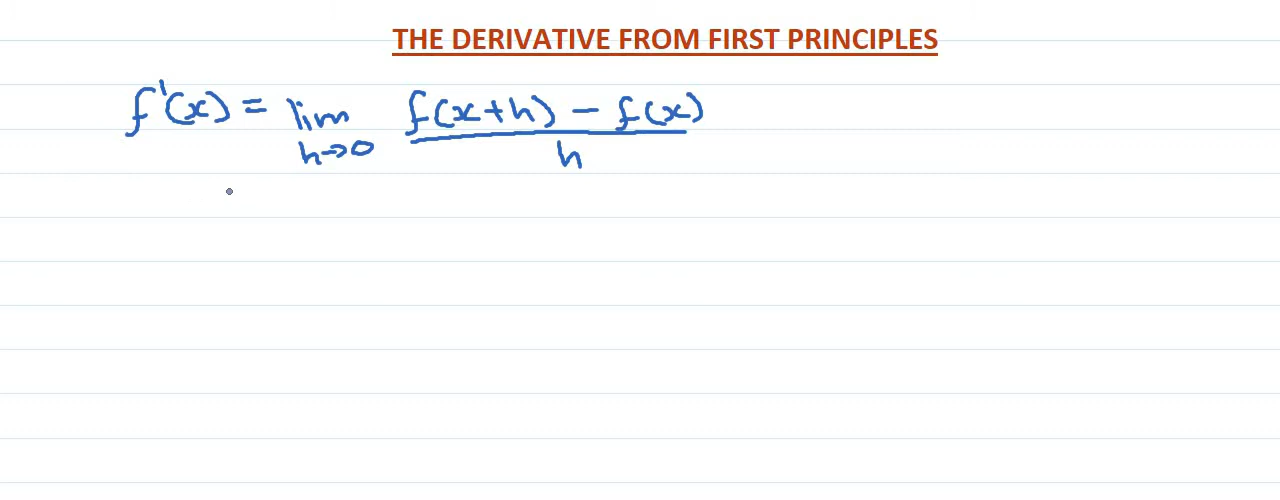 THE DERIVATIVE FROM FIRST PRINCIPLES
f'(x) = lim f(x+h) - f(x)
h→0 h